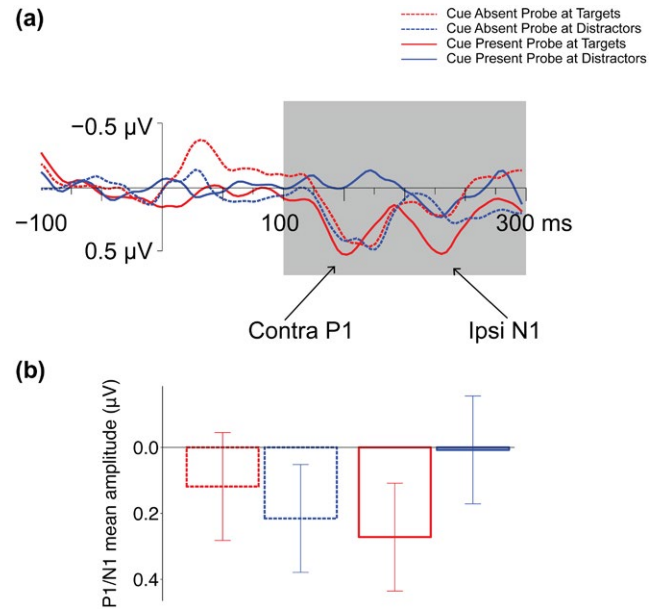 (a)
Cue Absent Probe at Targets
Cue Absent Probe at Distractors
Cue Present Probe at Targets
Cue Present Probe at Distractors
−0.5 µV
−100
100
300 ms
0.5 µV
Contra P1
Ipsi N1
(b)
P1/N1 mean amplitude (µV)
0.0
0.2
0.4